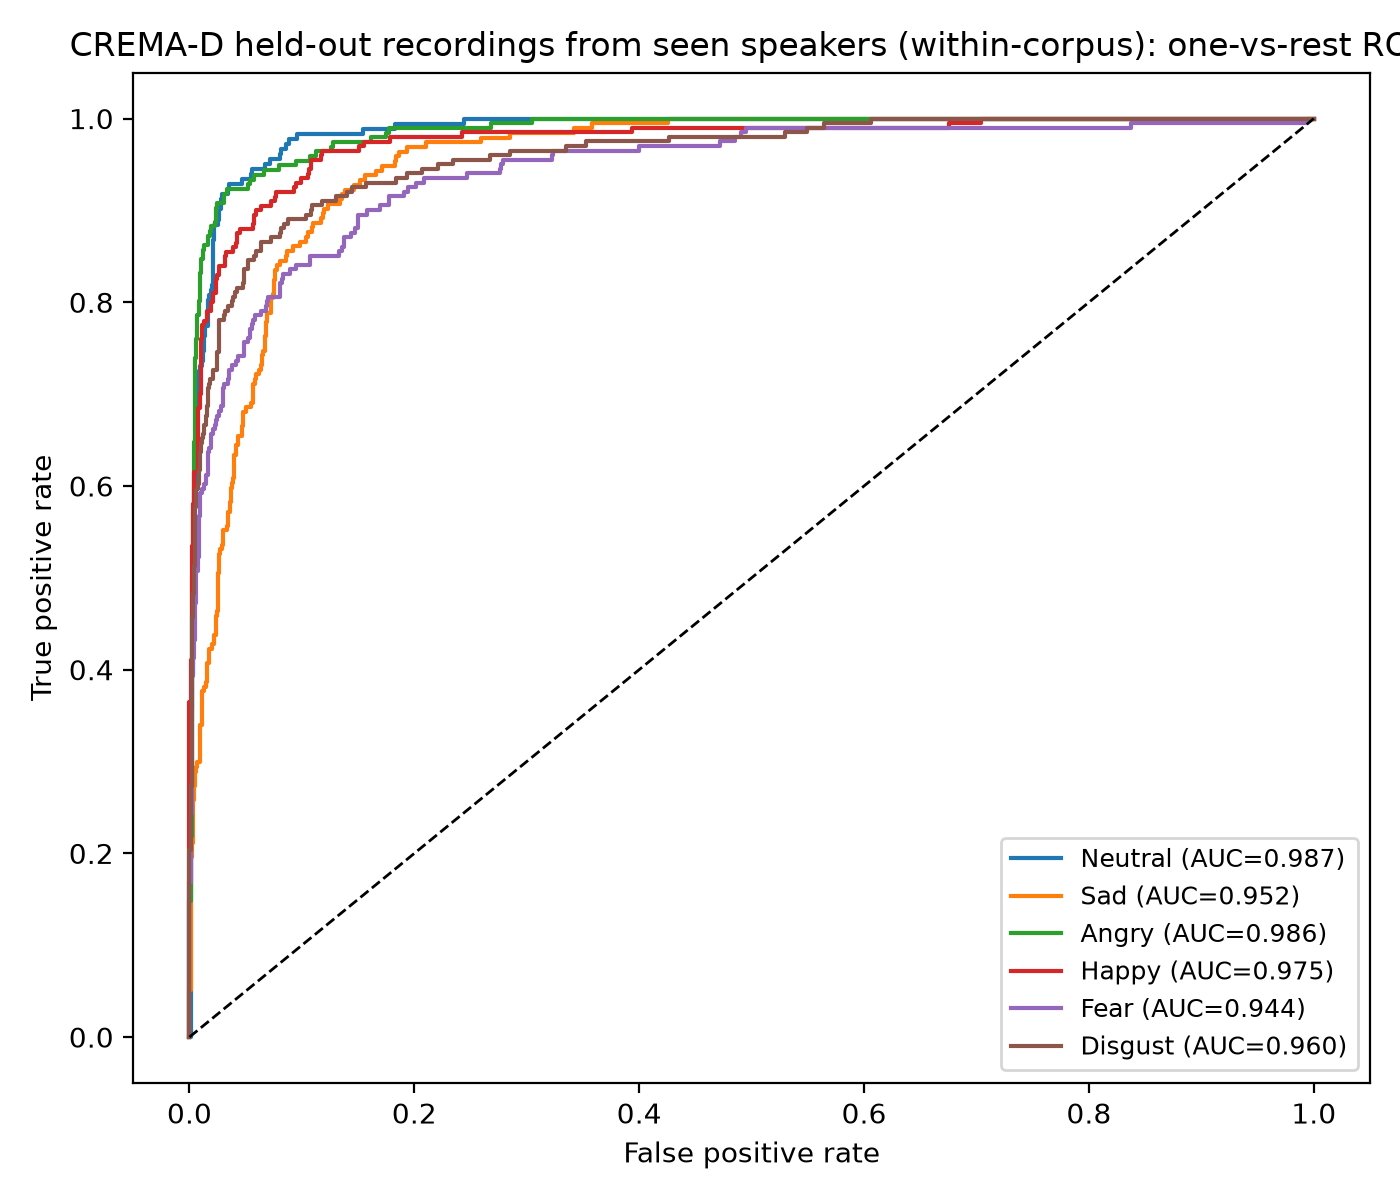 CREMA-D held-out recordings from seen speakers (within-corpus): one-vs-rest RO
1.0
0.8
0.6
0.4
0.2
0.0
True positive rate
Neutral (AUC=0.987)
Sad (AUC=0.952)
Angry (AUC=0.986)
Happy (AUC=0.975)
Fear (AUC=0.944)
Disgust (AUC=0.960)
0.0 0.2 0.4 0.6 0.8 1.0
False positive rate